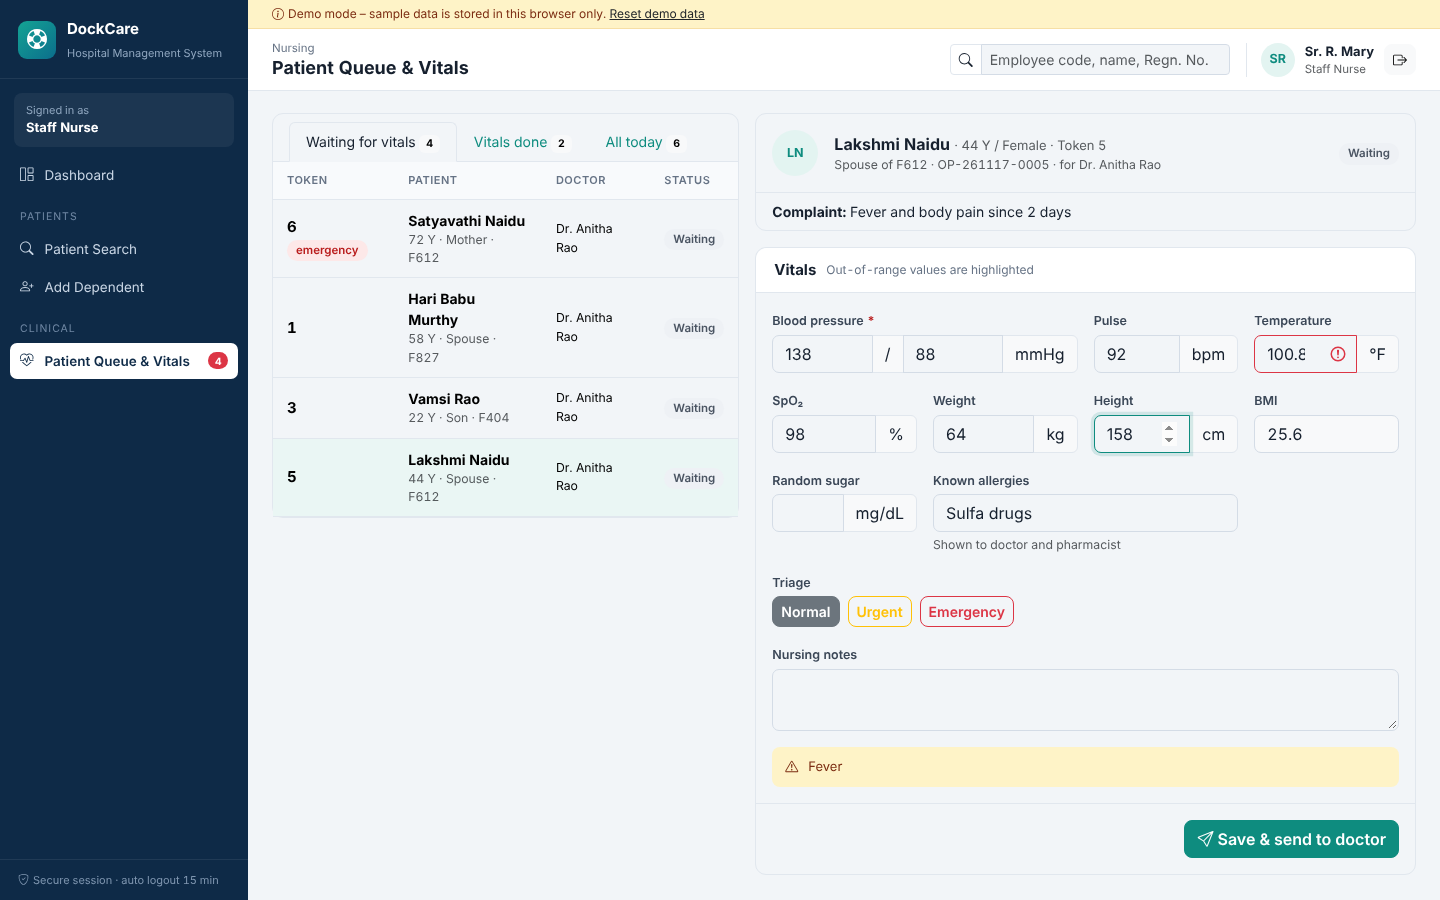 DockCare
Hospital Management System
Signed in as
Staff Nurse
Dashboard
PATIENTS
Patient Search
Add Dependent
CLINICAL
Patient Queue & Vitals 4
Secure session · auto logout 15 min
Demo mode – sample data is stored in this browser only. Reset demo data
Nursing
Patient Queue & Vitals
Employee code, name, Regn. No.
SR
Sr. R. Mary
Staff Nurse
Waiting for vitals 4
Vitals done 2
All today 6
TOKEN PATIENT DOCTOR STATUS
6
emergency
Satyavathi Naidu
72 Y · Mother ·
F612
Dr. Anitha
Rao
Waiting
1
Hari Babu
Murthy
58 Y · Spouse ·
F827
Dr. Anitha
Rao
Waiting
3
Vamsi Rao
22 Y · Son · F404
Dr. Anitha
Rao
Waiting
5
Lakshmi Naidu
44 Y · Spouse ·
F612
Dr. Anitha
Rao
Waiting
LN
Lakshmi Naidu · 44 Y / Female · Token 5
Spouse of F612 · OP-261117-0005 · for Dr. Anitha Rao
Waiting
Complaint: Fever and body pain since 2 days
Vitals Out-of-range values are highlighted
Blood pressure *
138 / 88 mmHg
Pulse
92 bpm
Temperature
100.8 °F
SpO₂
98 %
Weight
64 kg
Height
158 cm
BMI
25.6
Random sugar
mg/dL
Known allergies
Sulfa drugs
Shown to doctor and pharmacist
Triage
Normal Urgent Emergency
Nursing notes
Fever
Save & send to doctor